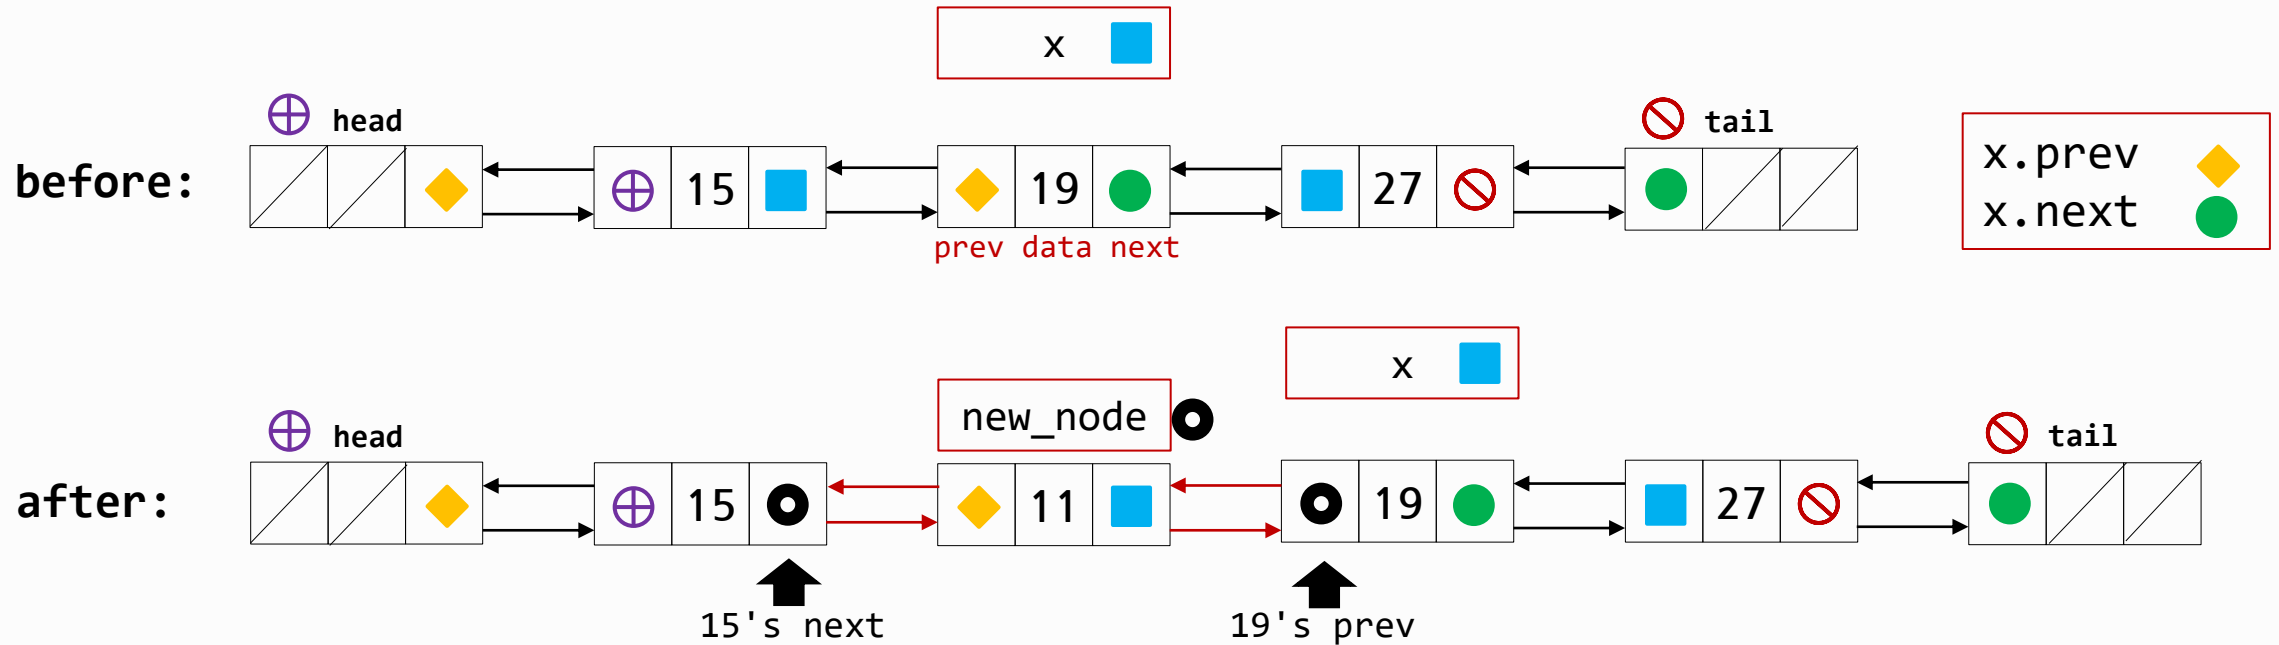 x
head
tail
before:
15
19
27
x.prev
x.next
prev data next
x
new_node
head
tail
after:
15
11
19
27
15's next
19's prev